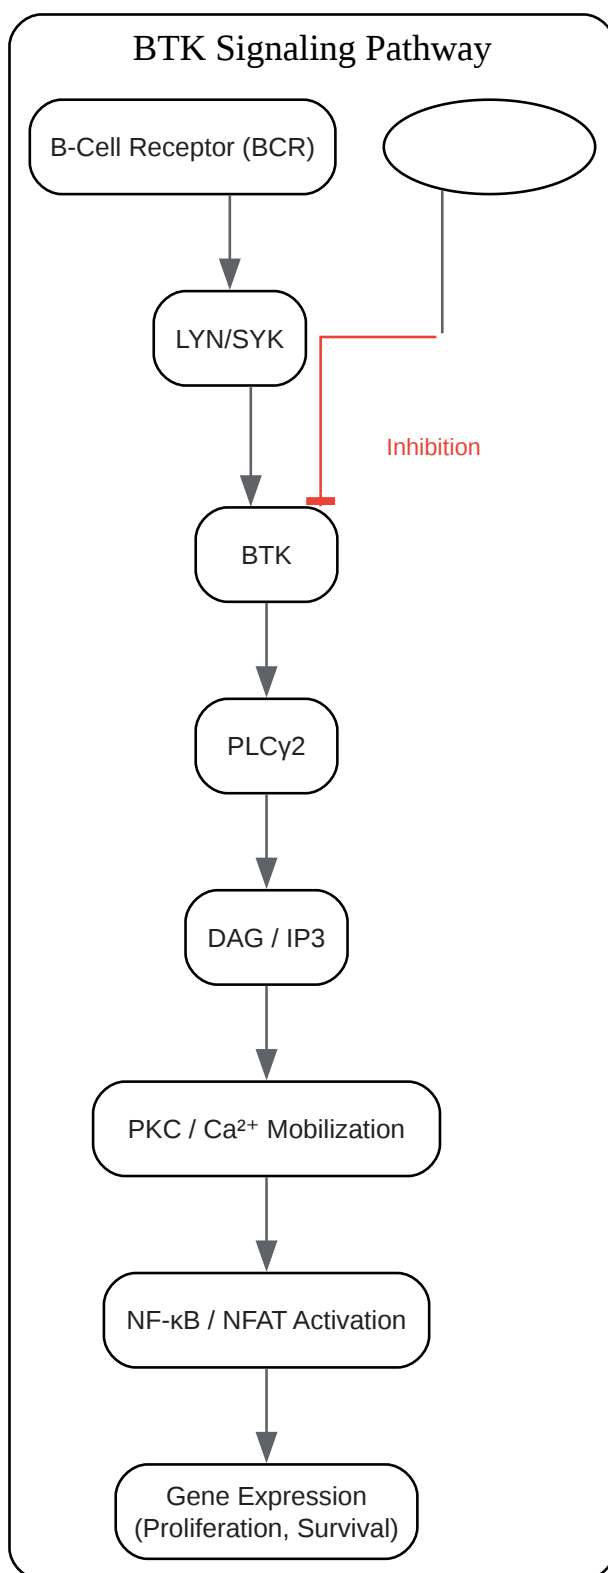 BTK Signaling Pathway
B-Cell Receptor (BCR)
LYN/SYK
Inhibition
BTK
PLCγ2
DAG / IP3
PKC / Ca²⁺ Mobilization
NF-κB / NFAT Activation
Gene Expression
(Proliferation, Survival)